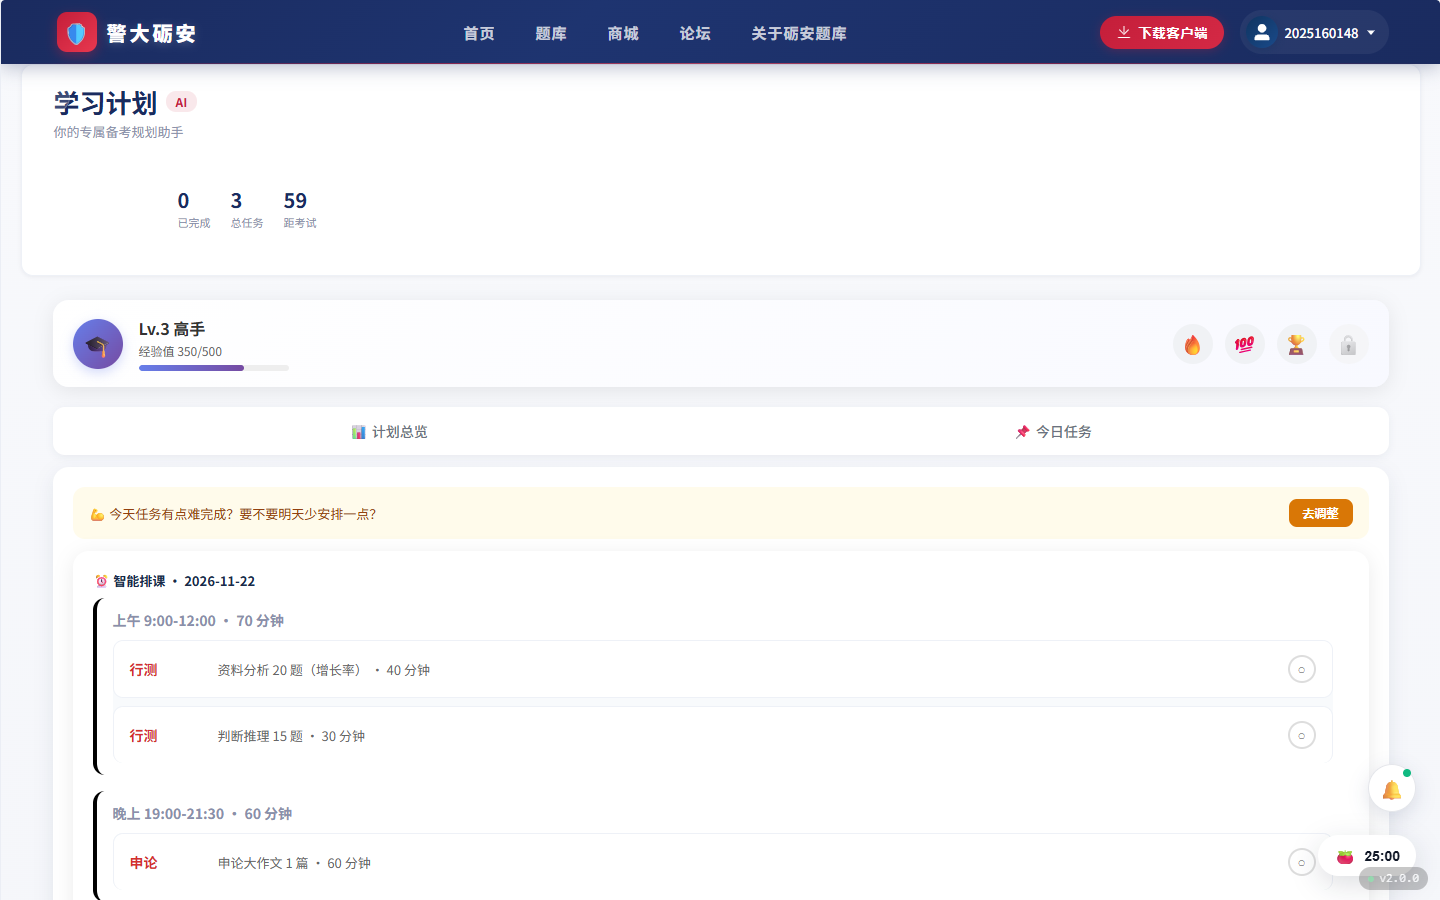 警大砺安
首页
题库
商城
论坛
关于砺安题库
下载客户端
2025160148
学习计划 AI
你的专属备考规划助手
0
已完成
3
总任务
59
距考试
Lv.3 高手
经验值 350/500
100
计划总览
今日任务
今天任务有点难完成？要不要明天少安排一点？
去调整
智能排课 · 2026-11-22
上午 9:00-12:00 · 70 分钟
行测 资料分析 20 题（增长率） · 40 分钟
行测 判断推理 15 题 · 30 分钟
晚上 19:00-21:30 · 60 分钟
申论 申论大作文 1 篇 · 60 分钟
25:00
v2.0.0